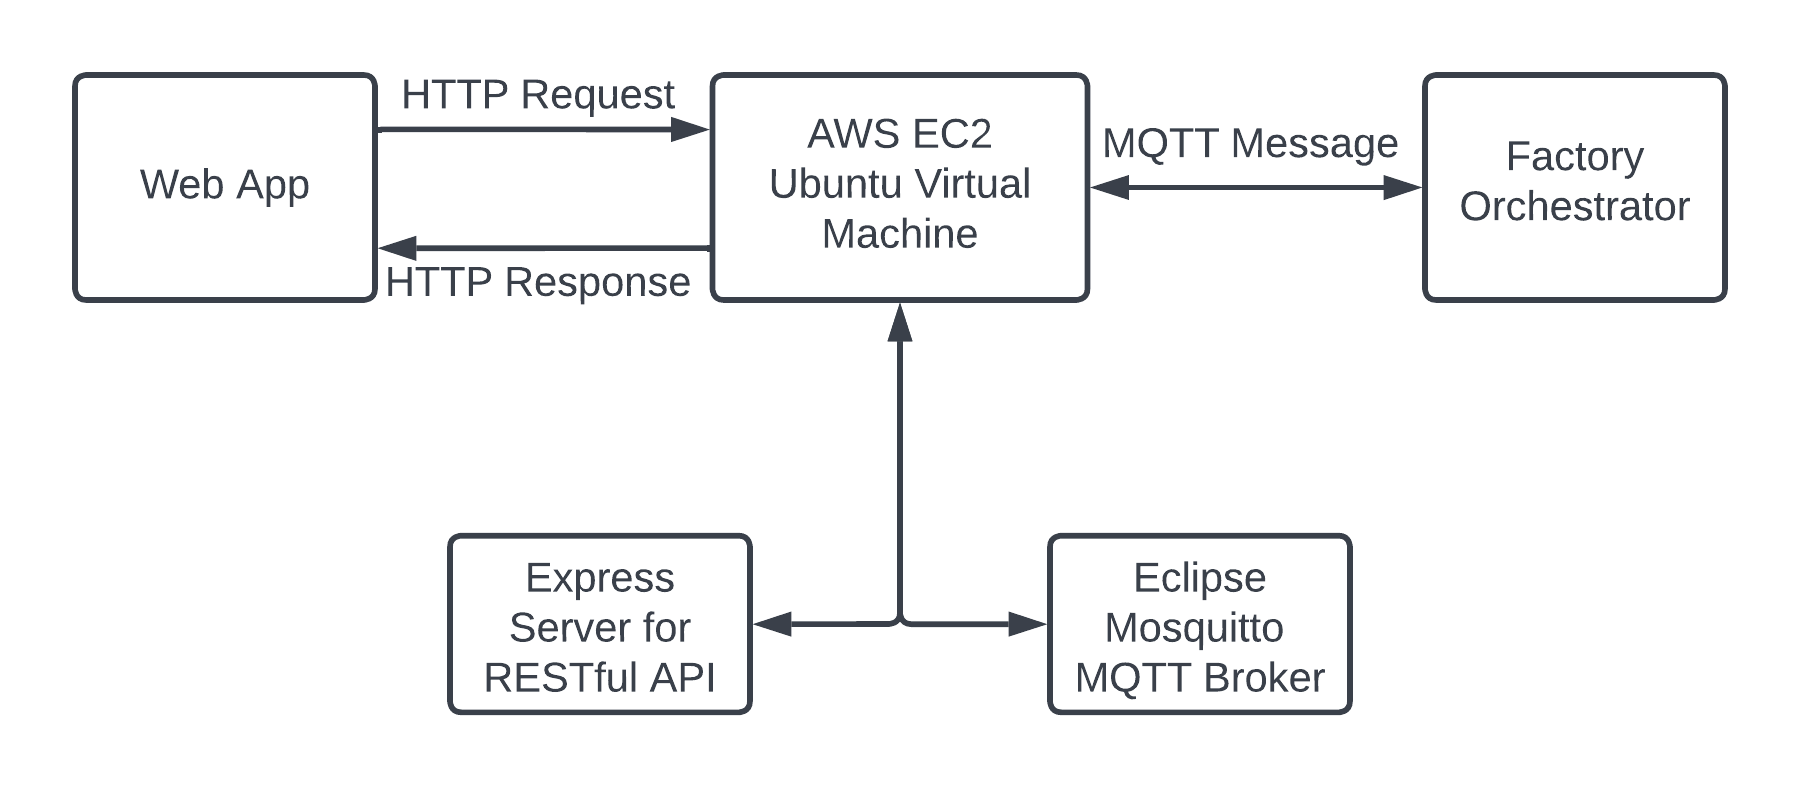 HTTP Request
Web App
HTTP Response
AWS EC2
Ubuntu Virtual
Machine
MQTT Message
Factory
Orchestrator
Express
Server for
RESTful API
Eclipse
Mosquitto
MQTT Broker